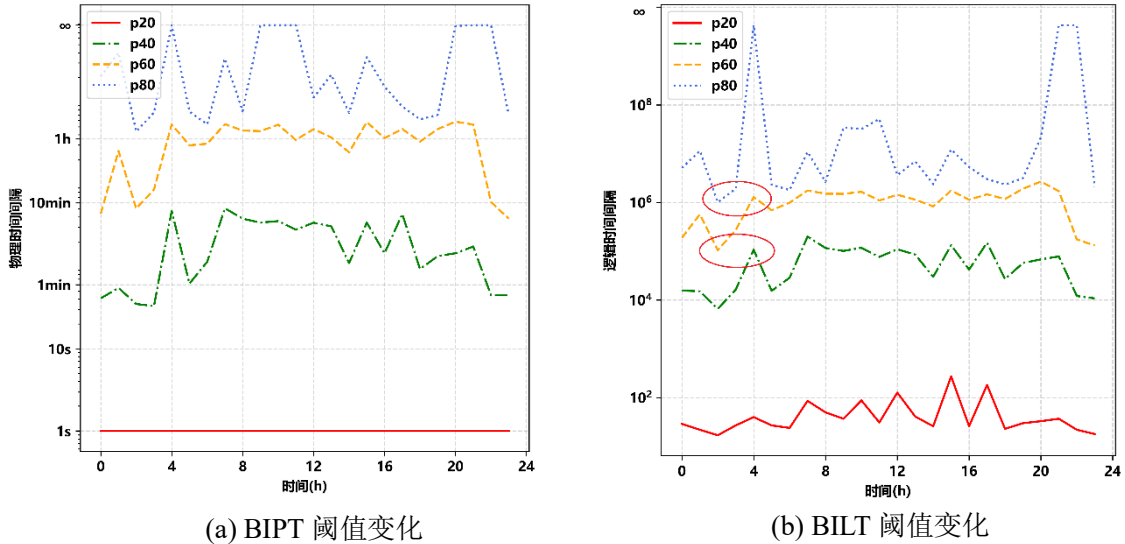 ∞
1h
10min
1min
10s
1s
物理时间间隔
p20
p40
p60
p80
0 4 8 12 16 20 24
时间(h)
(a) BIPT 阈值变化
∞
10⁸
10⁶
10⁴
10²
逻辑时间间隔
p20
p40
p60
p80
0 4 8 12 16 20 24
时间(h)
(b) BILT 阈值变化